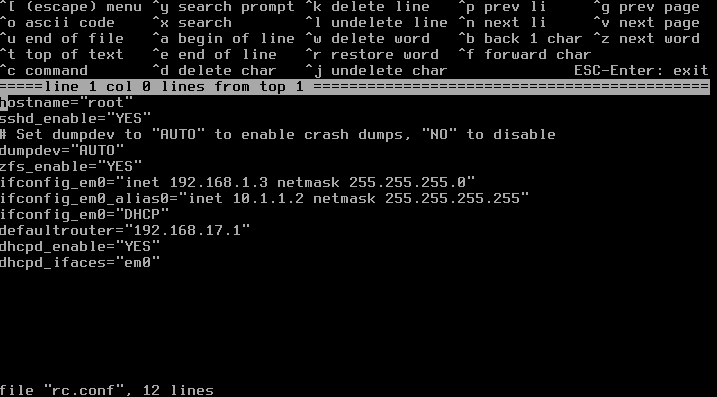 ^[ (escape) menu ^y search prompt ^k delete line ^p prev li ^g prev page
^o ascii code ^x search ^l undelete line ^n next li ^v next page
^u end of file ^a begin of line ^w delete word ^b back 1 char ^z next word
^t top of text ^e end of line ^r restore word ^f forward char
^c command ^d delete char ^j undelete char ESC-Enter: exit
=====line 1 col 0 lines from top 1 ============================================
hostname="root"
sshd_enable="YES"
# Set dumpdev to "AUTO" to enable crash dumps, "NO" to disable
dumpdev="AUTO"
zfs_enable="YES"
ifconfig_em0="inet 192.168.1.3 netmask 255.255.255.0"
ifconfig_em0_alias0="inet 10.1.1.2 netmask 255.255.255.255"
ifconfig_em0="DHCP"
defaultrouter="192.168.17.1"
dhcpd_enable="YES"
dhcpd_ifaces="em0"
file "rc.conf", 12 lines